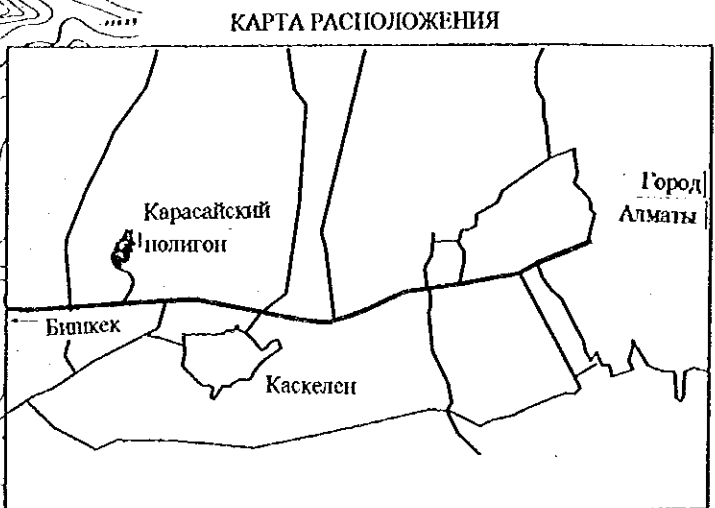 КАРТА РАСПОЛОЖЕНИЯ
Город
Алматы
Карасайский
полигон
Бишкек
Каскелен